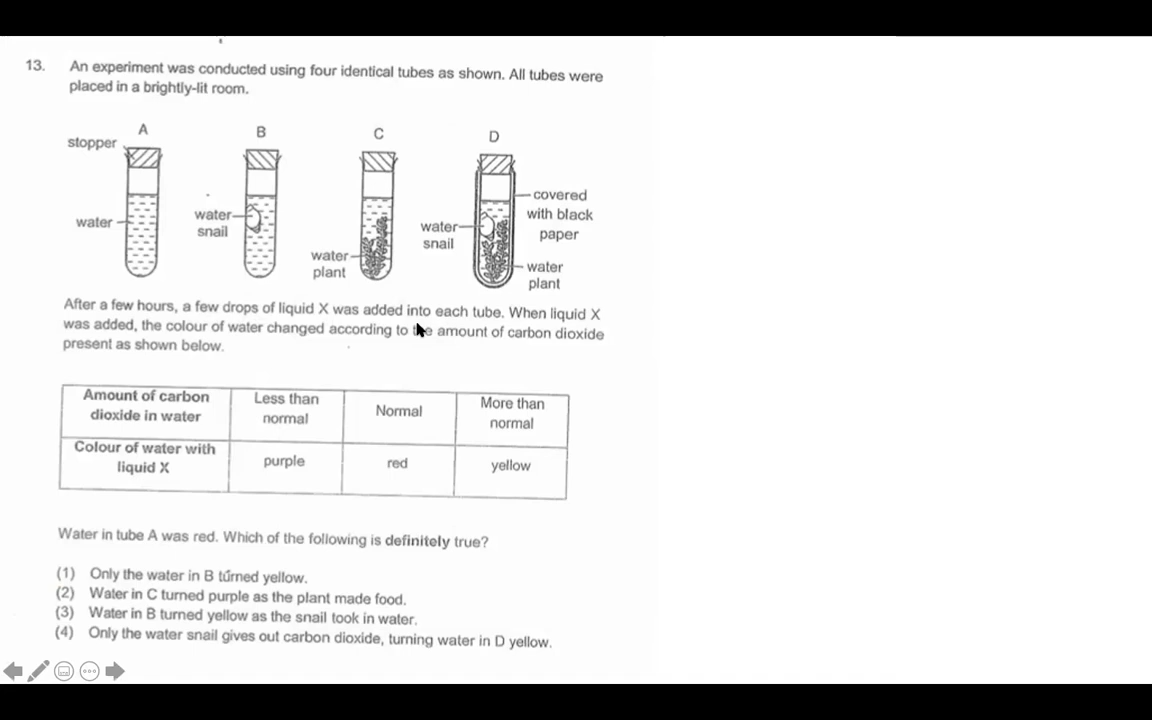 13. An experiment was conducted using four identical tubes as shown. All tubes were
placed in a brightly-lit room.
A
B
C
D
stopper
water
water
snail
water
plant
water
snail
covered
with black
paper
water
plant
After a few hours, a few drops of liquid X was added into each tube. When liquid X
was added, the colour of water changed according to the amount of carbon dioxide
present as shown below.
Amount of carbon
dioxide in water
Less than
normal
Normal
More than
normal
Colour of water with
liquid X
purple
red
yellow
Water in tube A was red. Which of the following is definitely true?
(1) Only the water in B turned yellow.
(2) Water in C turned purple as the plant made food.
(3) Water in B turned yellow as the snail took in water.
(4) Only the water snail gives out carbon dioxide, turning water in D yellow.